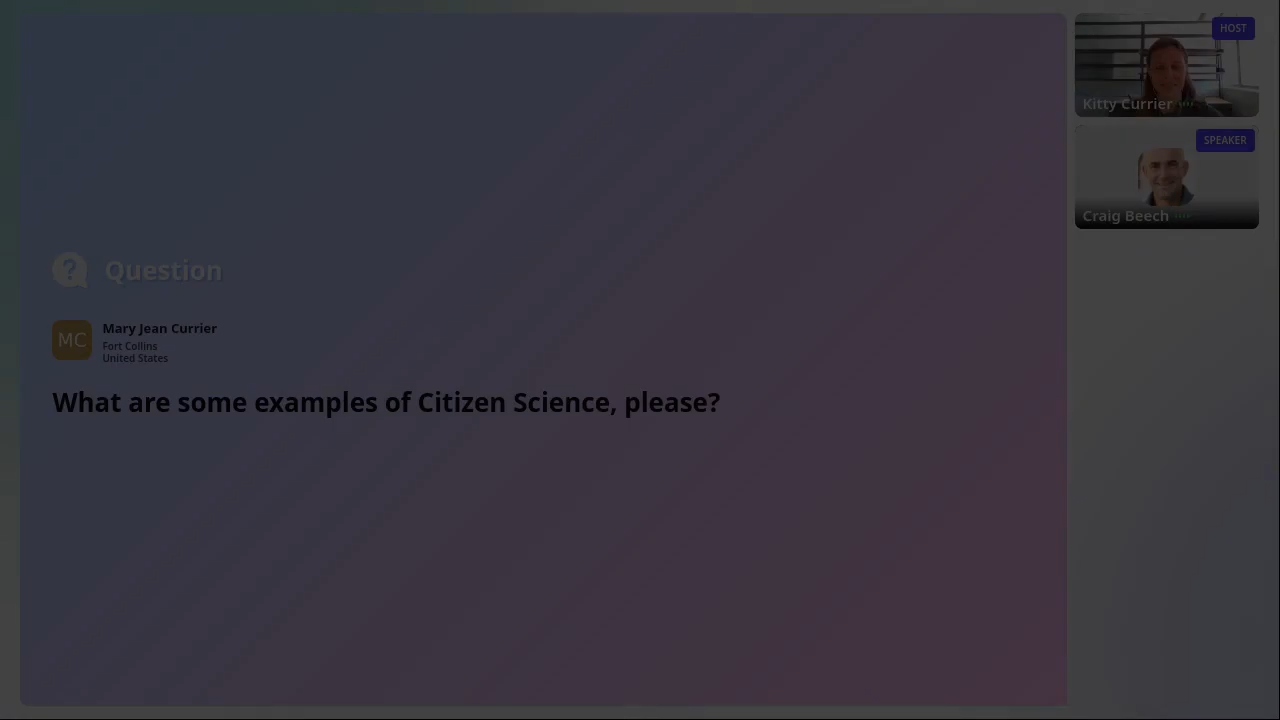 Question
MC
Mary Jean Currier
Fort Collins
United States
What are some examples of Citizen Science, please?
HOST
Kitty Currier
SPEAKER
Craig Beech